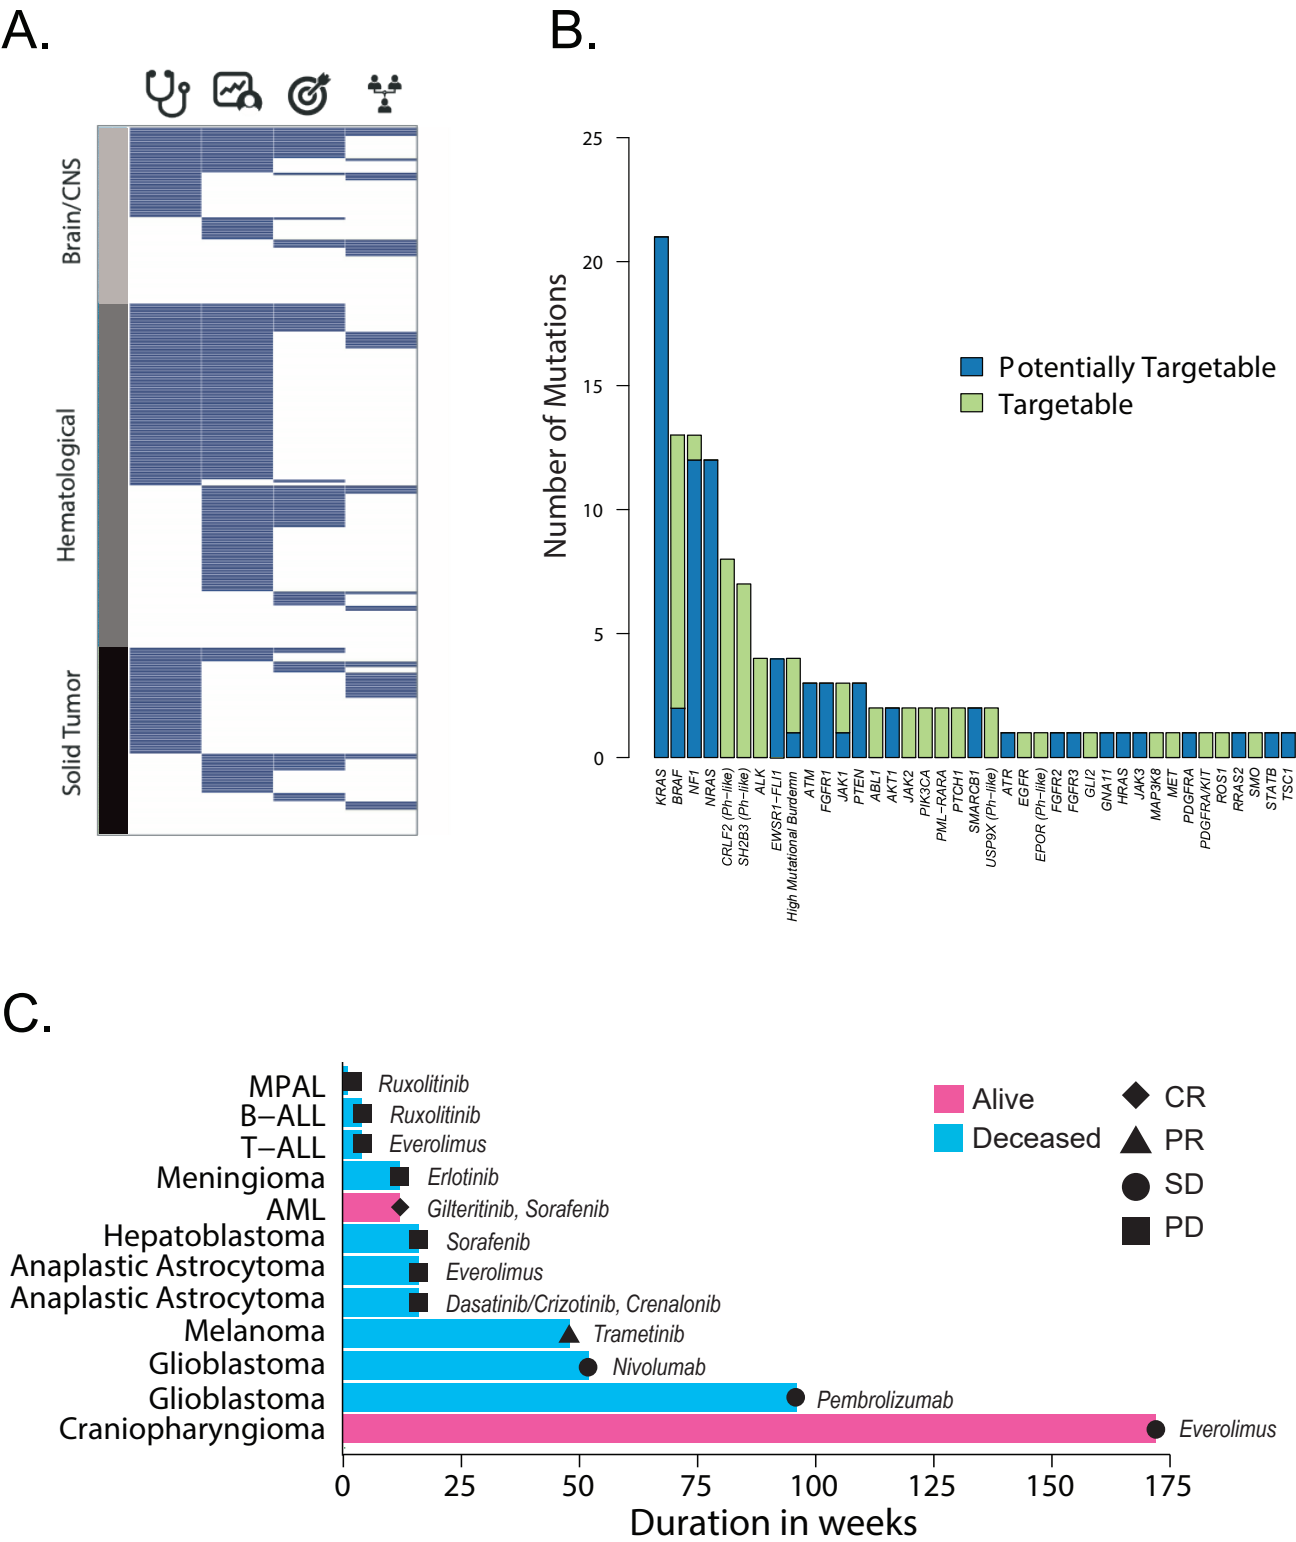 A.
Brain/CNS
Hematological
Solid Tumor
B.
Number of Mutations
25
20
15
10
5
0
Potentially Targetable
Targetable
KRAS
BRAF
NF1
NRAS
CRLF2 (Ph-like)
SH2B3 (Ph-like)
ALK
EWSR1-FLI1
High Mutational Burdemn
ATM
FGFR1
JAK1
PTEN
ABL1
AKT1
JAK2
PIK3CA
PML-RARA
PTCH1
SMARCB1
USP9X (Ph-like)
ATR
EGFR
EPOR (Ph-like)
FGFR2
FGFR3
GLI2
GNA11
HRAS
JAK3
MAP3K8
MET
PDGFRA
PDGFRA/KIT
ROS1
RRAS2
SMO
STATB
TSC1
C.
MPAL Ruxolitinib
B-ALL Ruxolitinib
T-ALL Everolimus
Meningioma Erlotinib
AML Gilteritinib, Sorafenib
Hepatoblastoma Sorafenib
Anaplastic Astrocytoma Everolimus
Anaplastic Astrocytoma Dasatinib/Crizotinib, Crenalonib
Melanoma Trametinib
Glioblastoma Nivolumab
Glioblastoma Pembrolizumab
Craniopharyngioma Everolimus
Alive
Deceased
CR
PR
SD
PD
0 25 50 75 100 125 150 175
Duration in weeks